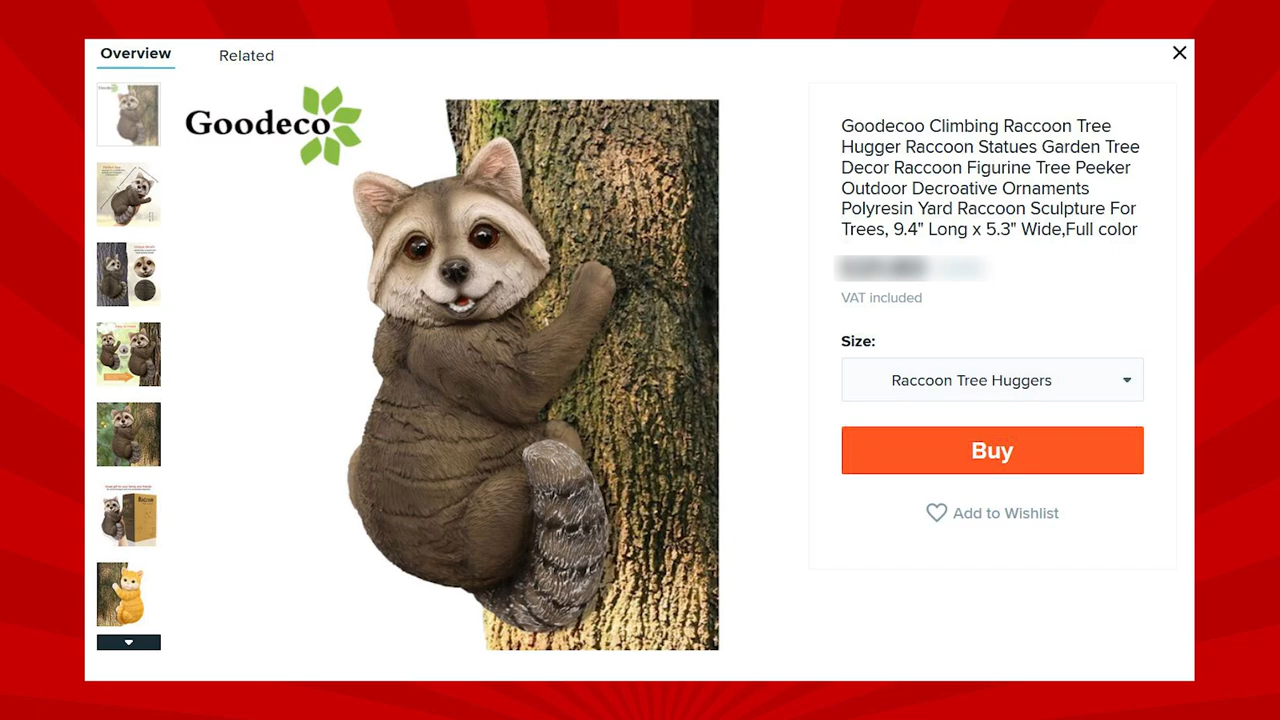 Overview
Related
Goodeco
Goodecoo Climbing Raccoon Tree
Hugger Raccoon Statues Garden Tree
Decor Raccoon Figurine Tree Peeker
Outdoor Decroative Ornaments
Polyresin Yard Raccoon Sculpture For
Trees, 9.4" Long x 5.3" Wide,Full color
VAT included
Size:
Raccoon Tree Huggers
Buy
Add to Wishlist